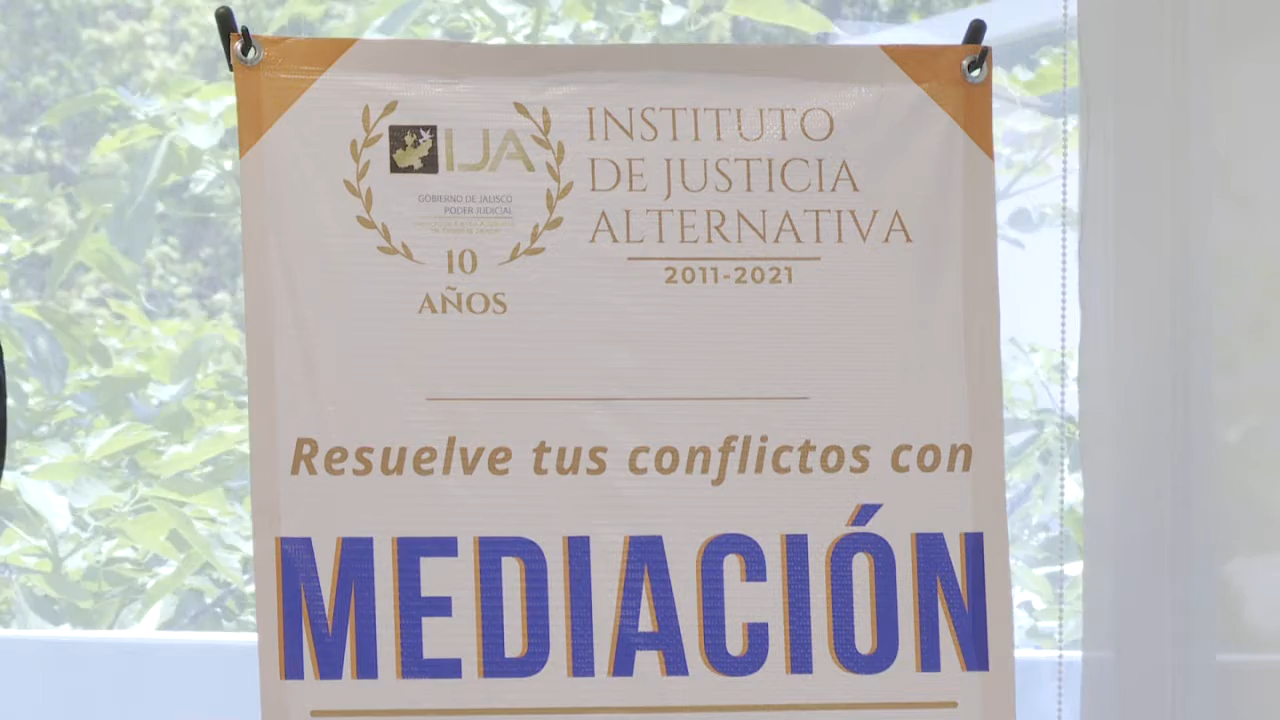 IJA
GOBIERNO DE JALISCO
PODER JUDICIAL
10
AÑOS
INSTITUTO
DE JUSTICIA
ALTERNATIVA
2011-2021
Resuelve tus conflictos con
MEDIACIÓN